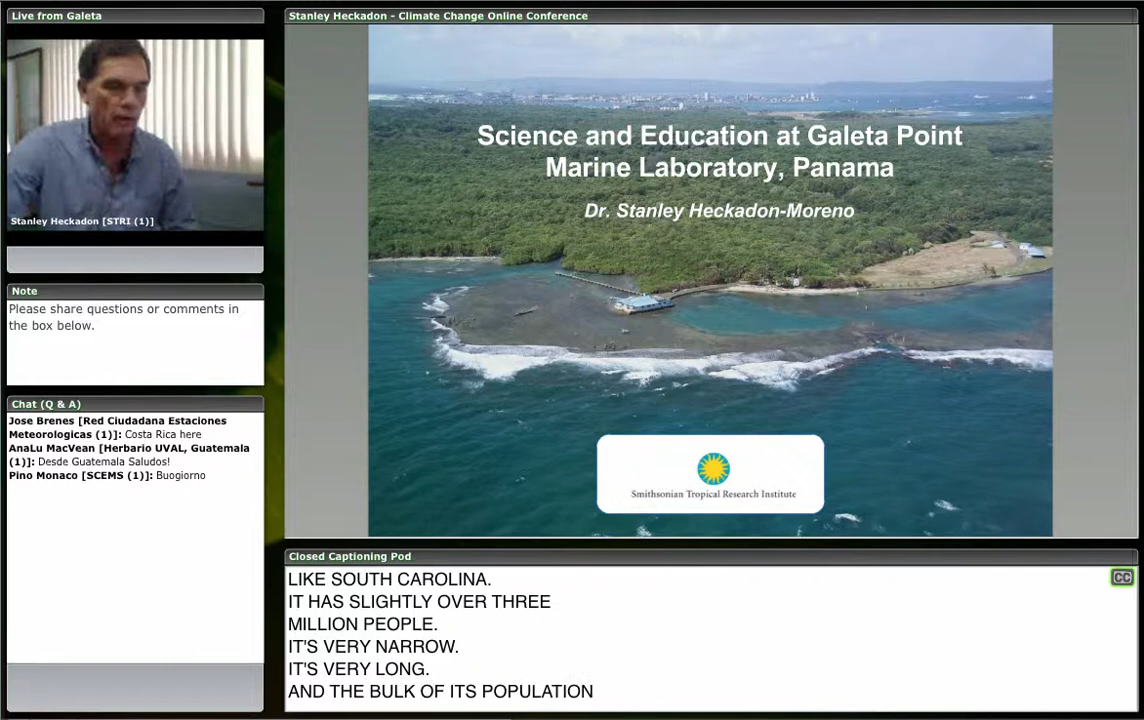 Live from Galeta
Stanley Heckadon [STRI (1)]
Note
Please share questions or comments in
the box below.
Chat (Q & A)
Jose Brenes [Red Ciudadana Estaciones
Meteorologicas (1)]: Costa Rica here
AnaLu MacVean [Herbario UVAL, Guatemala
(1)]: Desde Guatemala Saludos!
Pino Monaco [SCEMS (1)]: Buogiorno
Stanley Heckadon - Climate Change Online Conference
Science and Education at Galeta Point
Marine Laboratory, Panama
Dr. Stanley Heckadon-Moreno
Smithsonian Tropical Research Institute
Closed Captioning Pod
CC
LIKE SOUTH CAROLINA.
IT HAS SLIGHTLY OVER THREE
MILLION PEOPLE.
IT'S VERY NARROW.
IT'S VERY LONG.
AND THE BULK OF ITS POPULATION